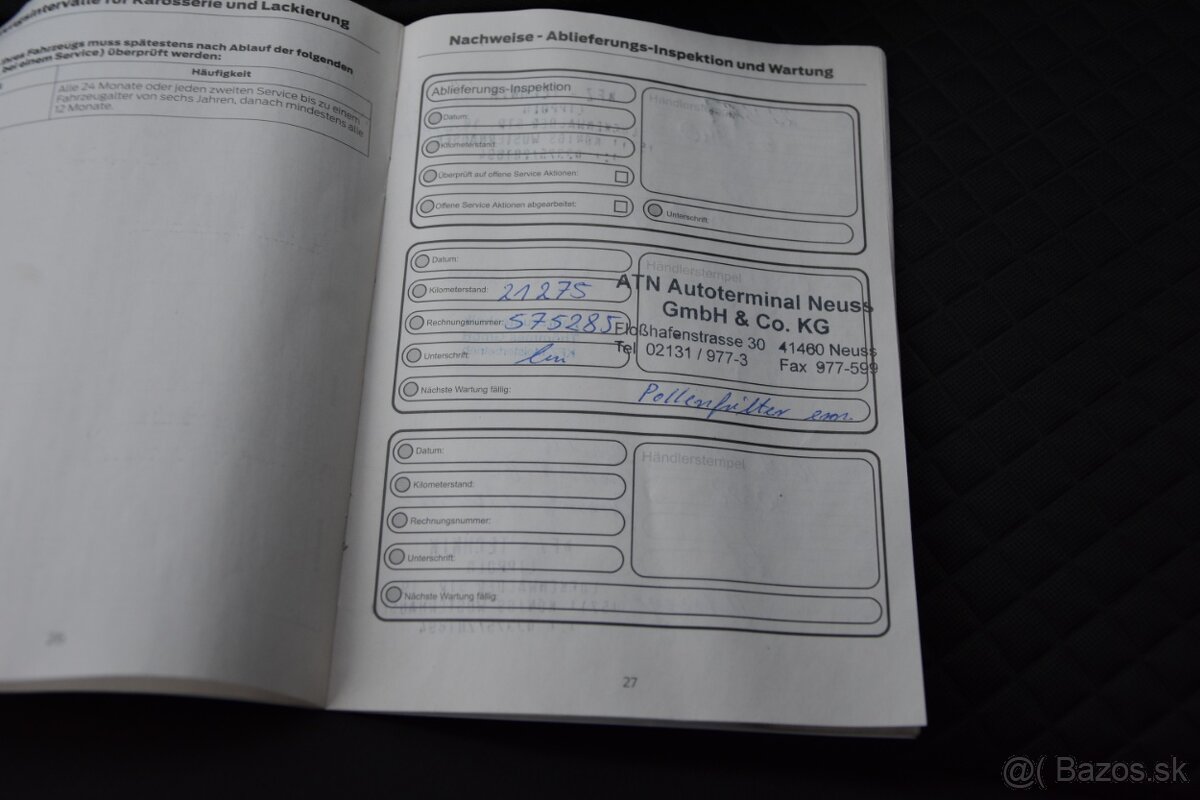 für Karosserie und Lackierung
Fahrzeugs muss spätestens nach Ablauf der folgenden
bei einem Service) überprüft werden:
Häufigkeit
Alle 24 Monate oder jeden zweiten Service bis zu einem
Fahrzeugalter von sechs Jahren, danach mindestens alle
12 Monate.
26
Nachweise - Ablieferungs-Inspektion und Wartung
Ablieferungs-Inspektion
Datum:
Kilometerstand:
Überprüft auf offene Service Aktionen:
Offene Service Aktionen abgearbeitet:
Händlerstempel
Unterschrift:
Datum:
Kilometerstand: 21275
Rechnungsnummer: 575285
Unterschrift:
Nächste Wartung fällig: Pollenfilter ern.
Händlerstempel
ATN Autoterminal Neuss
GmbH & Co. KG
Floßhafenstrasse 30 41460 Neuss
Tel 02131 / 977-3 Fax 977-599
Datum:
Kilometerstand:
Rechnungsnummer:
Unterschrift:
Nächste Wartung fällig:
Händlerstempel
27
@( Bazos.sk